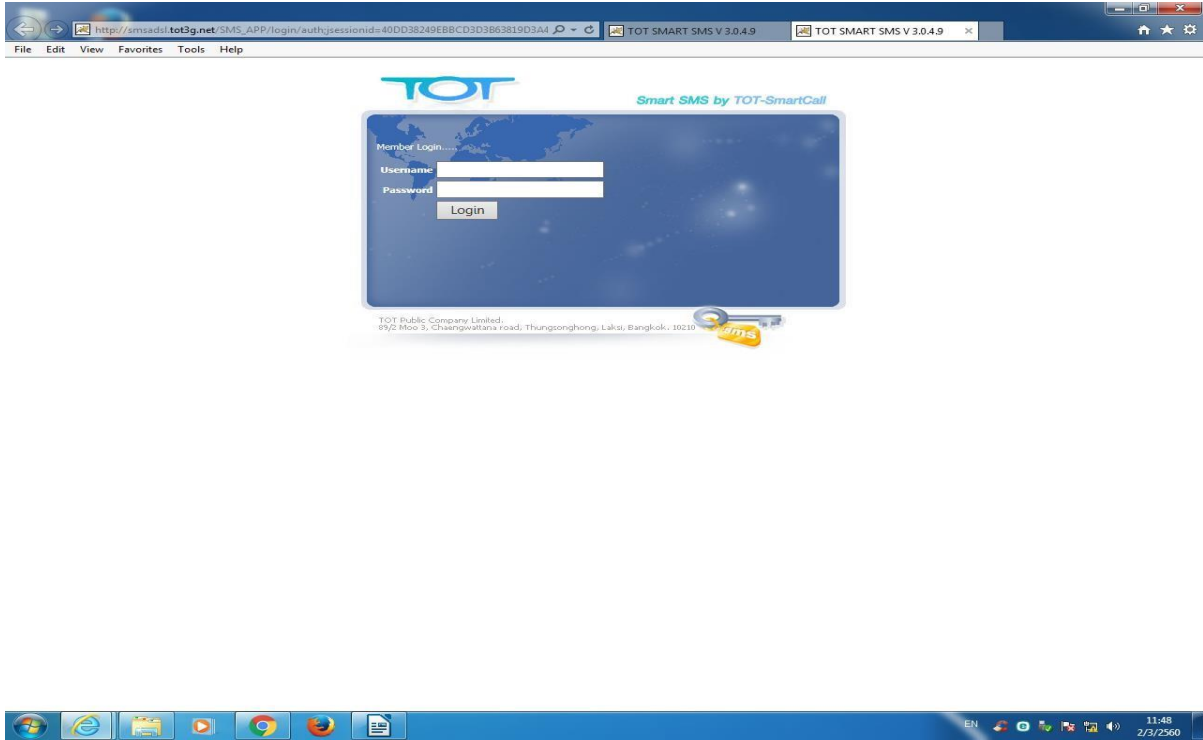 http://smsadsl.tot3g.net/SMS_APP/login/auth;jsessionid=40DD38249EBBCD3D3B63819D3A4
TOT SMART SMS V 3.0.4.9
TOT SMART SMS V 3.0.4.9
File Edit View Favorites Tools Help
TOT
Smart SMS by TOT-SmartCall
Member Login.....
Username
Password
Login
TOT Public Company Limited.
89/2 Moo 3, Chaengwattana road, Thungsonghong, Laksi, Bangkok. 10210
sms
EN
11:48
2/3/2560